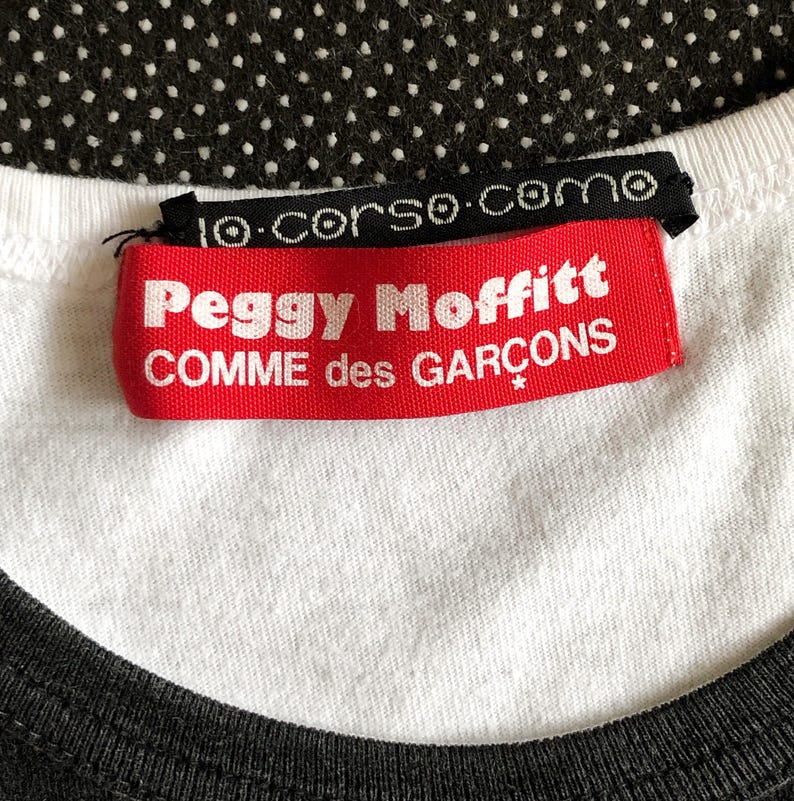 10·corso·como
Peggy Moffitt
COMME des GARÇONS